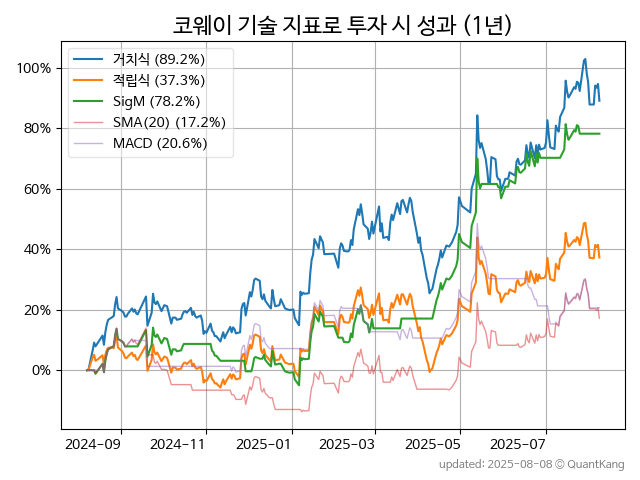 코웨이 기술 지표로 투자 시 성과 (1년)
거치식 (89.2%)
적립식 (37.3%)
SigM (78.2%)
SMA(20) (17.2%)
MACD (20.6%)
100%
80%
60%
40%
20%
0%
2024-09 2024-11 2025-01 2025-03 2025-05 2025-07
updated: 2025-08-08 © QuantKang